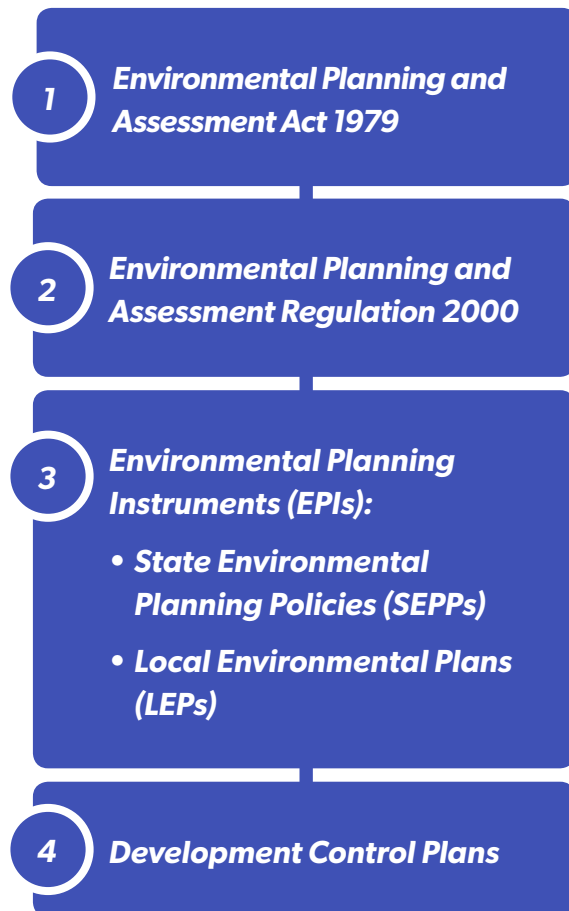 1
Environmental Planning and
Assessment Act 1979
2
Environmental Planning and
Assessment Regulation 2000
3
Environmental Planning
Instruments (EPIs):
• State Environmental
Planning Policies (SEPPs)
• Local Environmental Plans
(LEPs)
4
Development Control Plans